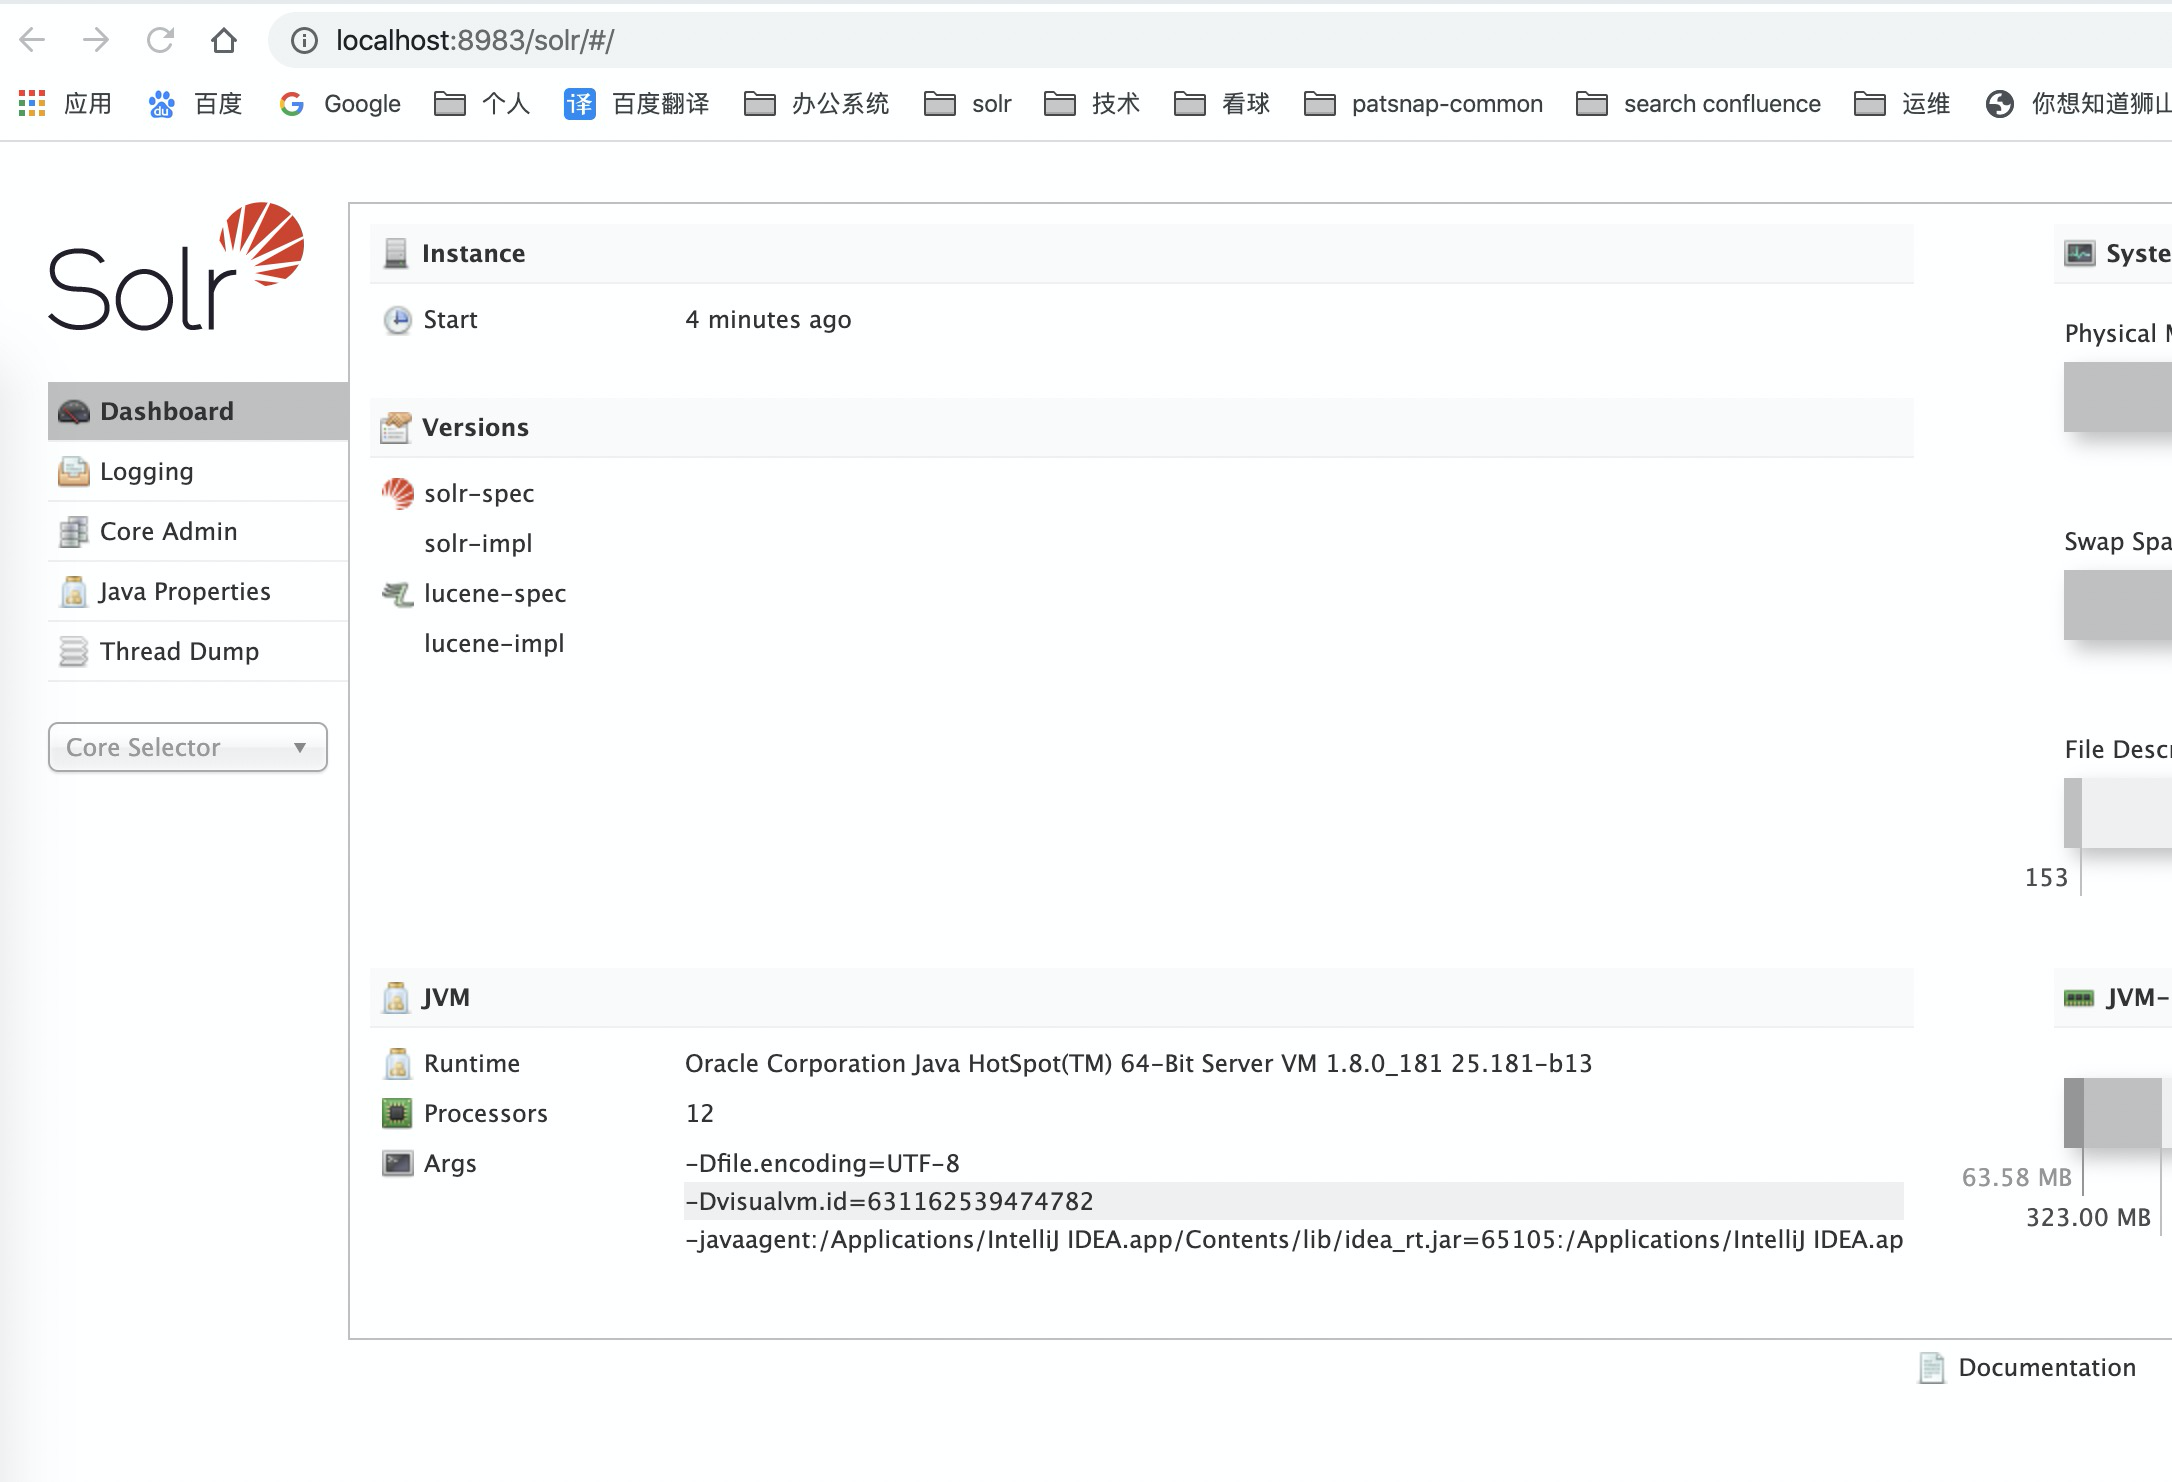 localhost:8983/solr/#/
应用 百度 Google 个人 译 百度翻译 办公系统 solr 技术 看球 patsnap-common search confluence 运维 你想知道狮山
Solr
Dashboard
Logging
Core Admin
Java Properties
Thread Dump
Core Selector
Instance
Start 4 minutes ago
Versions
solr-spec
solr-impl
lucene-spec
lucene-impl
JVM
Runtime Oracle Corporation Java HotSpot(TM) 64-Bit Server VM 1.8.0_181 25.181-b13
Processors 12
Args -Dfile.encoding=UTF-8
-Dvisualvm.id=631162539474782
-javaagent:/Applications/IntelliJ IDEA.app/Contents/lib/idea_rt.jar=65105:/Applications/IntelliJ IDEA.ap
Syste
Physical M
Swap Spa
File Descr
153
JVM-
63.58 MB
323.00 MB
Documentation